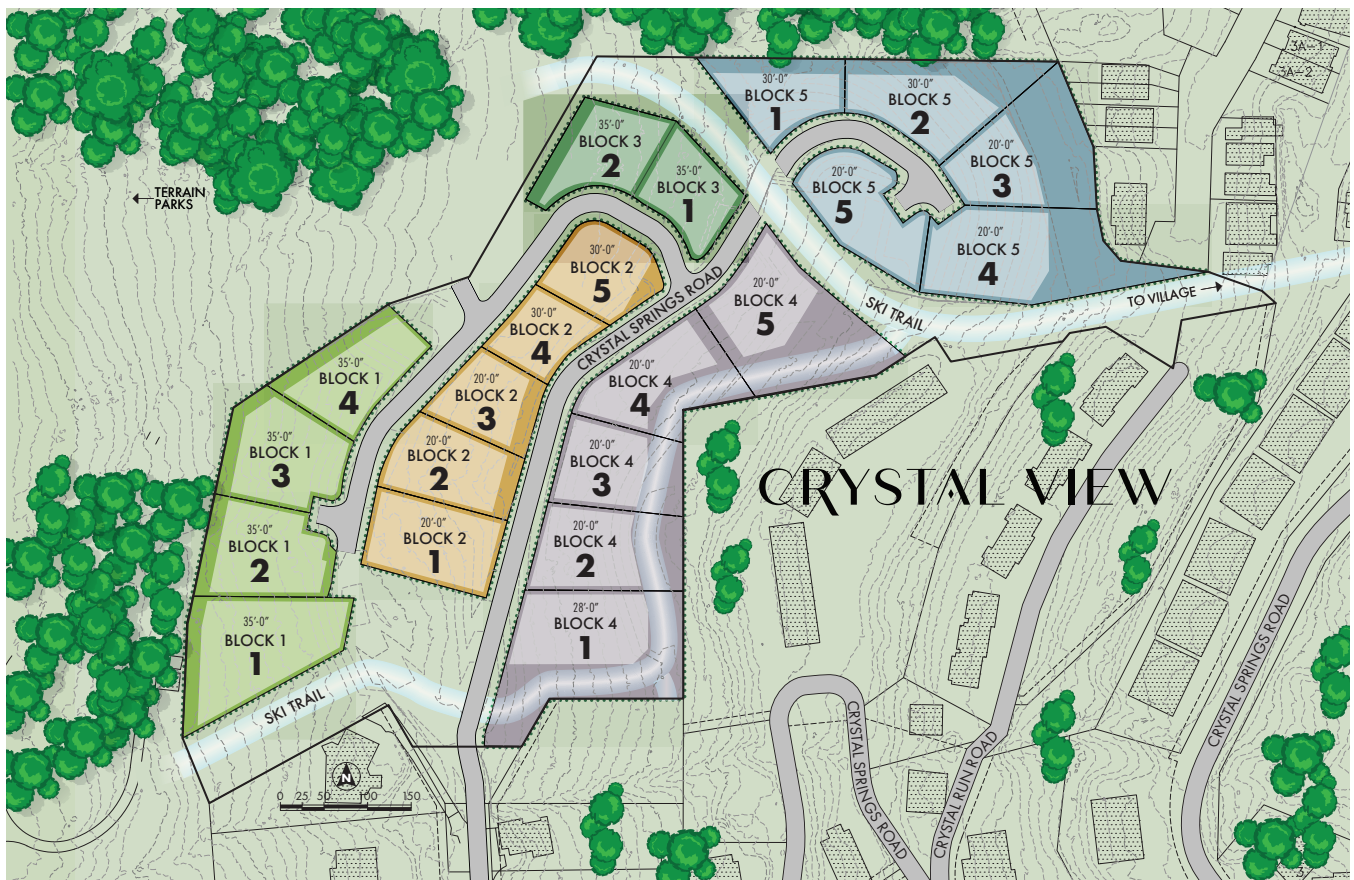 3A-1
3A-2
30'-0"
BLOCK 5
1
30'-0"
BLOCK 5
2
35'-0"
BLOCK 3
2
20'-0"
BLOCK 5
3
35'-0"
BLOCK 3
1
20'-0"
BLOCK 5
5
TERRAIN
PARKS
20'-0"
BLOCK 5
4
30'-0"
BLOCK 2
5
20'-0"
BLOCK 4
5
SKI TRAIL
TO VILLAGE
30'-0"
BLOCK 2
4
CRYSTAL SPRINGS ROAD
35'-0"
BLOCK 1
4
20'-0"
BLOCK 2
3
20'-0"
BLOCK 4
4
35'-0"
BLOCK 1
3
20'-0"
BLOCK 2
2
20'-0"
BLOCK 4
3
CRYSTAL VIEW
35'-0"
BLOCK 1
2
20'-0"
BLOCK 2
1
20'-0"
BLOCK 4
2
35'-0"
BLOCK 1
1
28'-0"
BLOCK 4
1
SKI TRAIL
CRYSTAL SPRINGS ROAD
CRYSTAL SPRINGS ROAD
CRYSTAL RUN ROAD
N
0 25 50 100 150
3